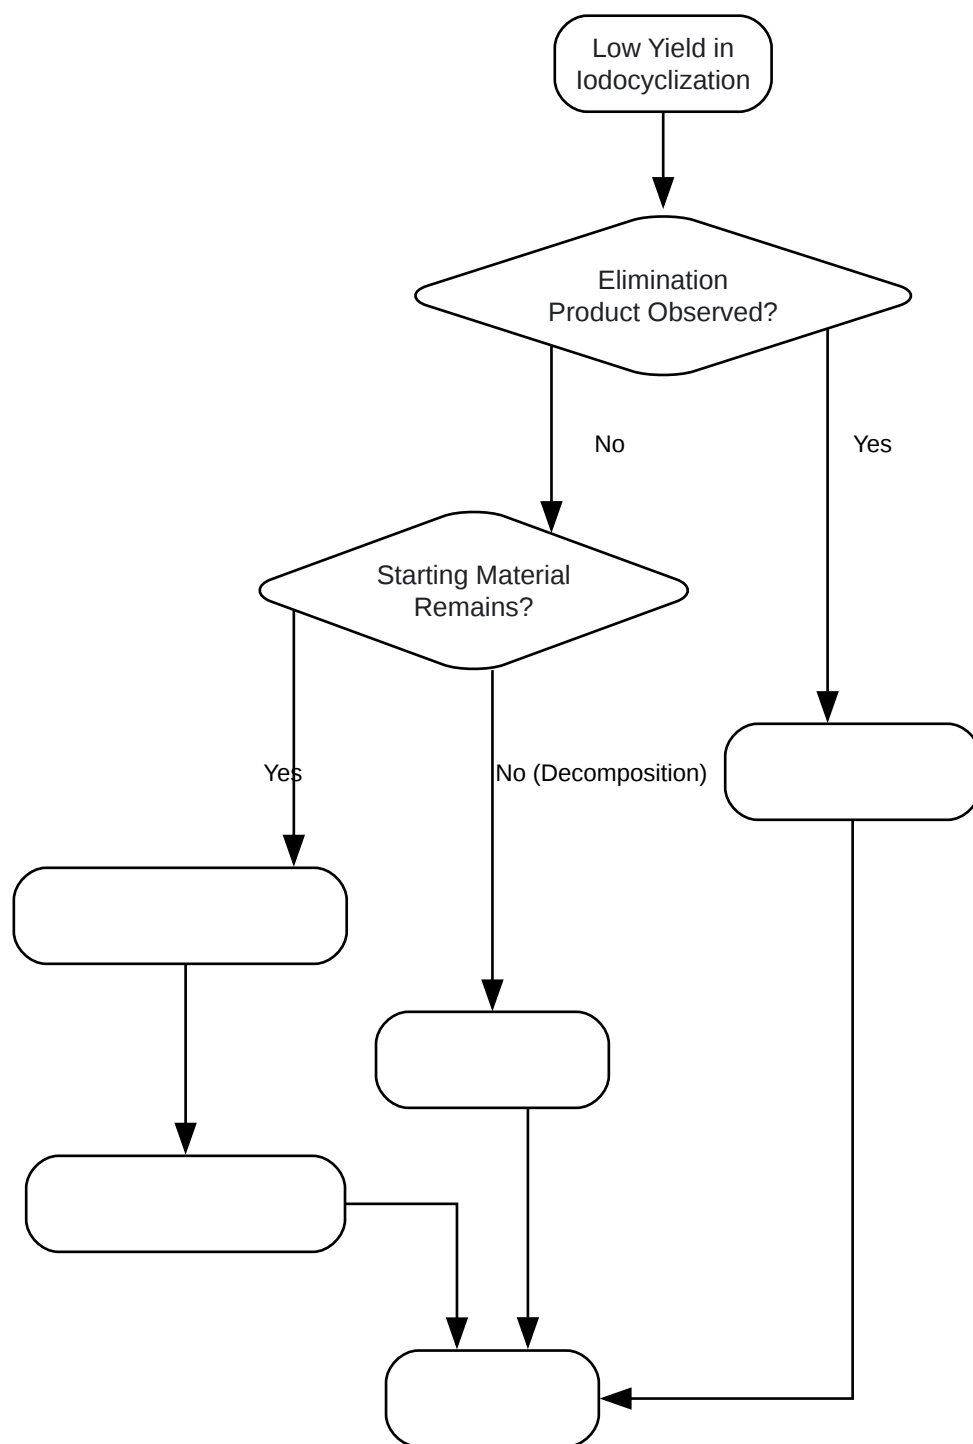 Low Yield in
Iodocyclization
Elimination
Product Observed?
No
Yes
Starting Material
Remains?
Yes
No (Decomposition)